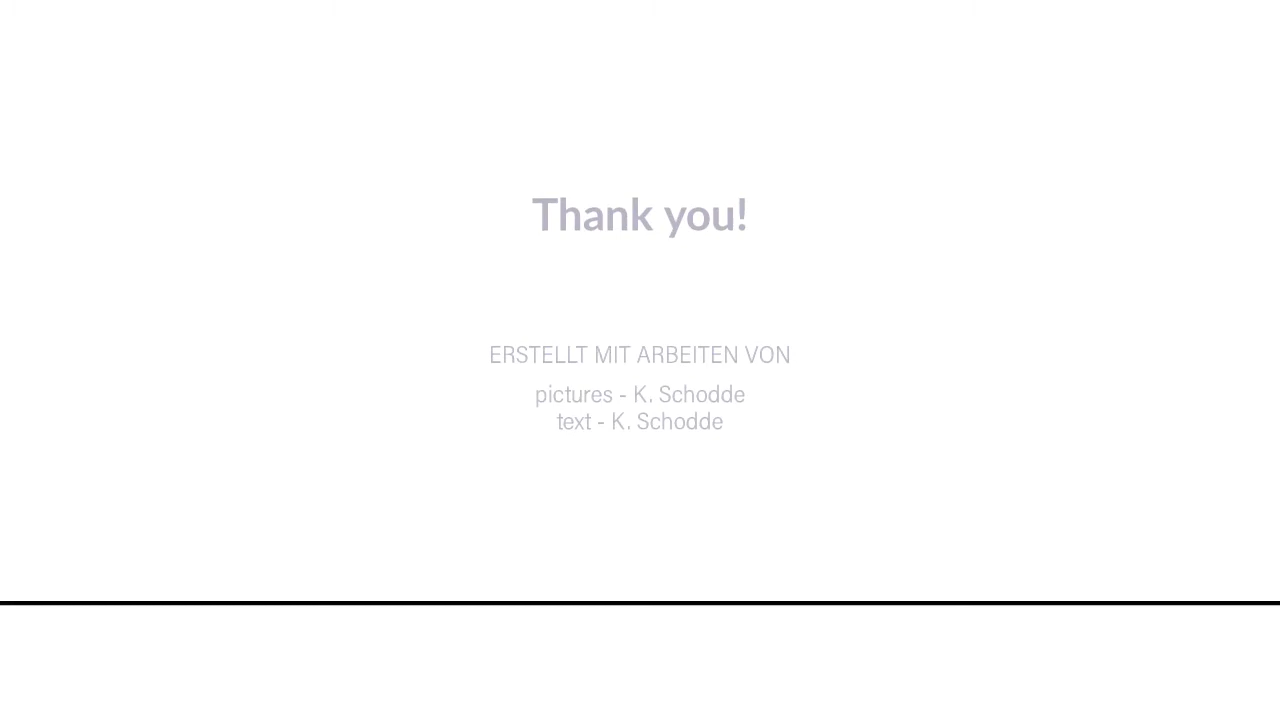 Thank you!
ERSTELLT MIT ARBEITEN VON
pictures - K. Schodde
text - K. Schodde